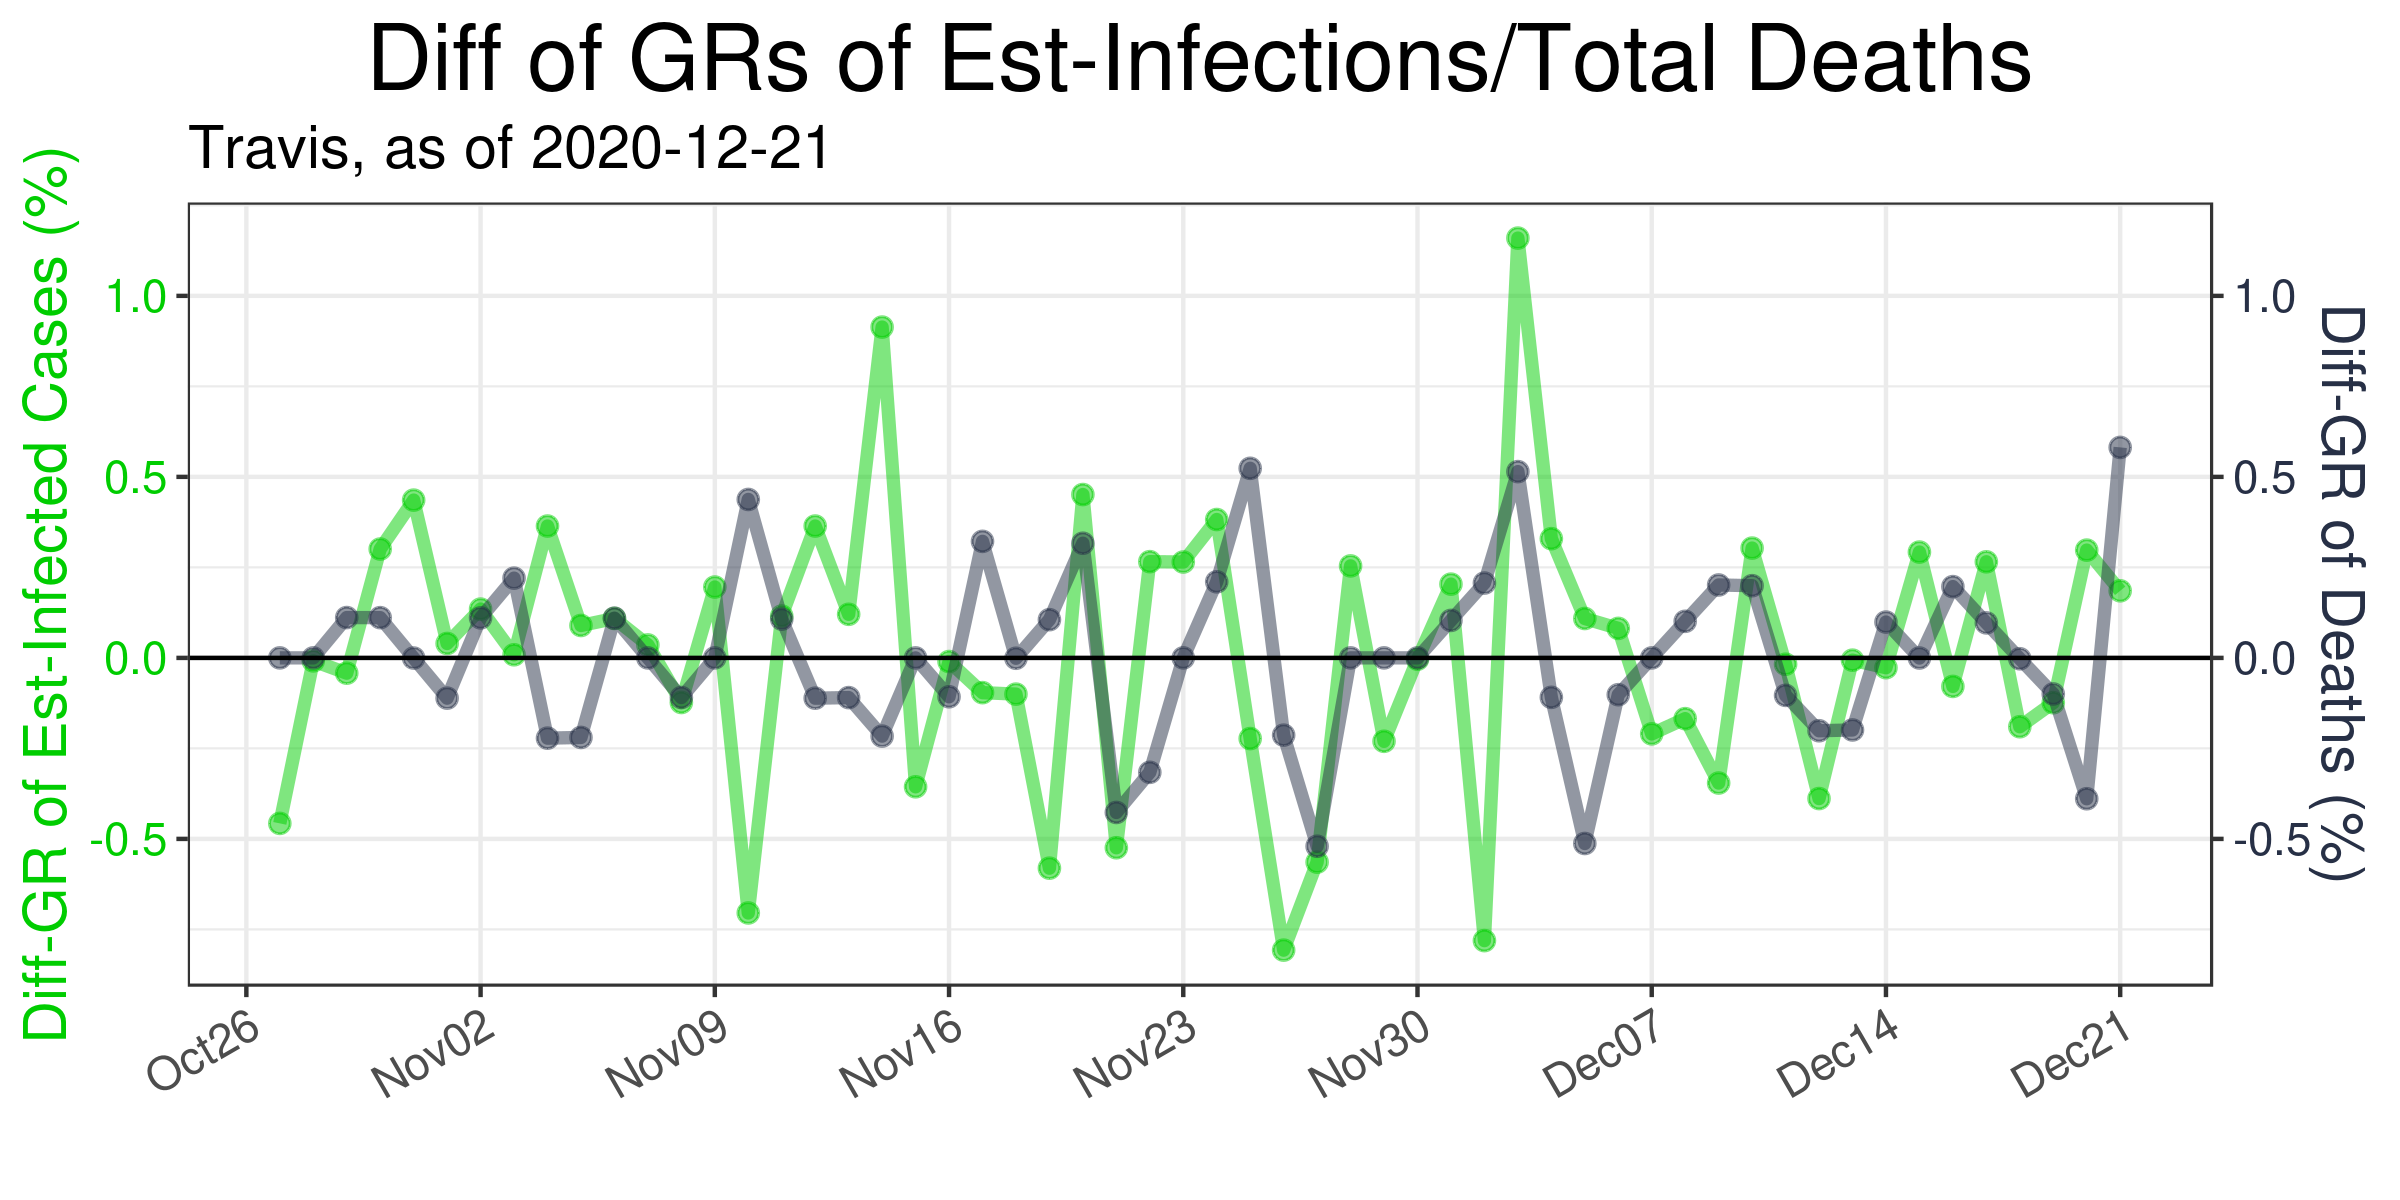 Diff of GRs of Est-Infections/Total Deaths
Travis, as of 2020-12-21
Diff-GR of Est-Infected Cases (%)
1.0
0.5
0.0
-0.5
1.0
0.5
0.0
-0.5
Diff-GR of Deaths (%)
Oct26
Nov02
Nov09
Nov16
Nov23
Nov30
Dec07
Dec14
Dec21